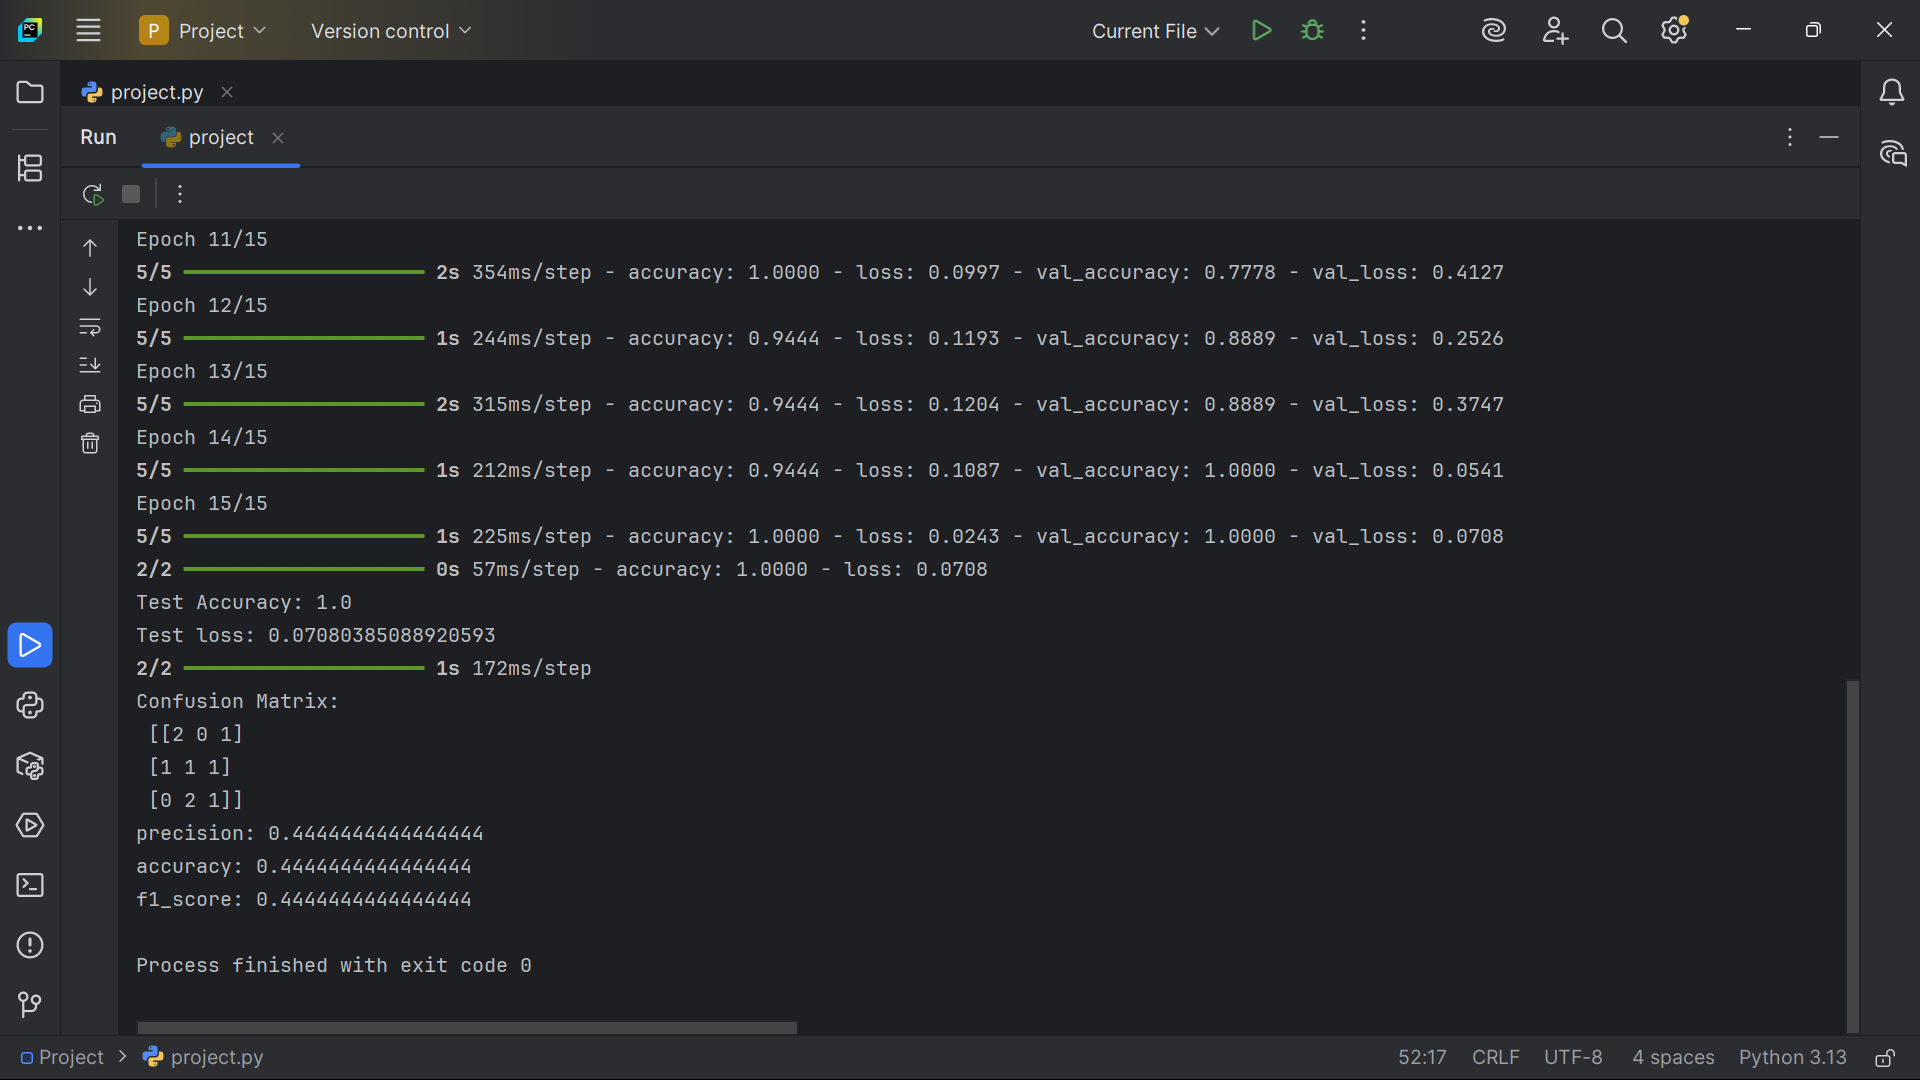 PC
P Project Version control Current File
project.py
Run project
Epoch 11/15
5/5 2s 354ms/step - accuracy: 1.0000 - loss: 0.0997 - val_accuracy: 0.7778 - val_loss: 0.4127
Epoch 12/15
5/5 1s 244ms/step - accuracy: 0.9444 - loss: 0.1193 - val_accuracy: 0.8889 - val_loss: 0.2526
Epoch 13/15
5/5 2s 315ms/step - accuracy: 0.9444 - loss: 0.1204 - val_accuracy: 0.8889 - val_loss: 0.3747
Epoch 14/15
5/5 1s 212ms/step - accuracy: 0.9444 - loss: 0.1087 - val_accuracy: 1.0000 - val_loss: 0.0541
Epoch 15/15
5/5 1s 225ms/step - accuracy: 1.0000 - loss: 0.0243 - val_accuracy: 1.0000 - val_loss: 0.0708
2/2 0s 57ms/step - accuracy: 1.0000 - loss: 0.0708
Test Accuracy: 1.0
Test loss: 0.07080385088920593
2/2 1s 172ms/step
Confusion Matrix:
[[2 0 1]
[1 1 1]
[0 2 1]]
precision: 0.4444444444444444
accuracy: 0.4444444444444444
f1_score: 0.4444444444444444
Process finished with exit code 0
Project > project.py 52:17 CRLF UTF-8 4 spaces Python 3.13